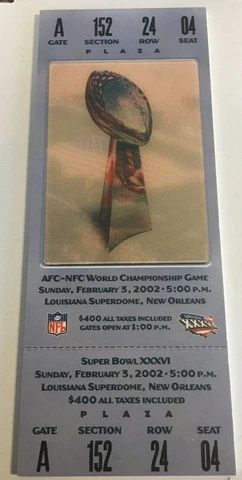 A 152 24 04
GATE SECTION ROW SEAT
PLAZA
AFC-NFC WORLD CHAMPIONSHIP GAME
SUNDAY, FEBRUARY 3, 2002 • 5:00 P.M.
LOUISIANA SUPERDOME, NEW ORLEANS
$400 ALL TAXES INCLUDED
GATES OPEN AT 1:00 P.M.
NFL
XXXVI
SUPER BOWL XXXVI
SUNDAY, FEBRUARY 3, 2002 • 5:00 P.M.
LOUISIANA SUPERDOME, NEW ORLEANS
$400 ALL TAXES INCLUDED
PLAZA
GATE SECTION ROW SEAT
A 152 24 04